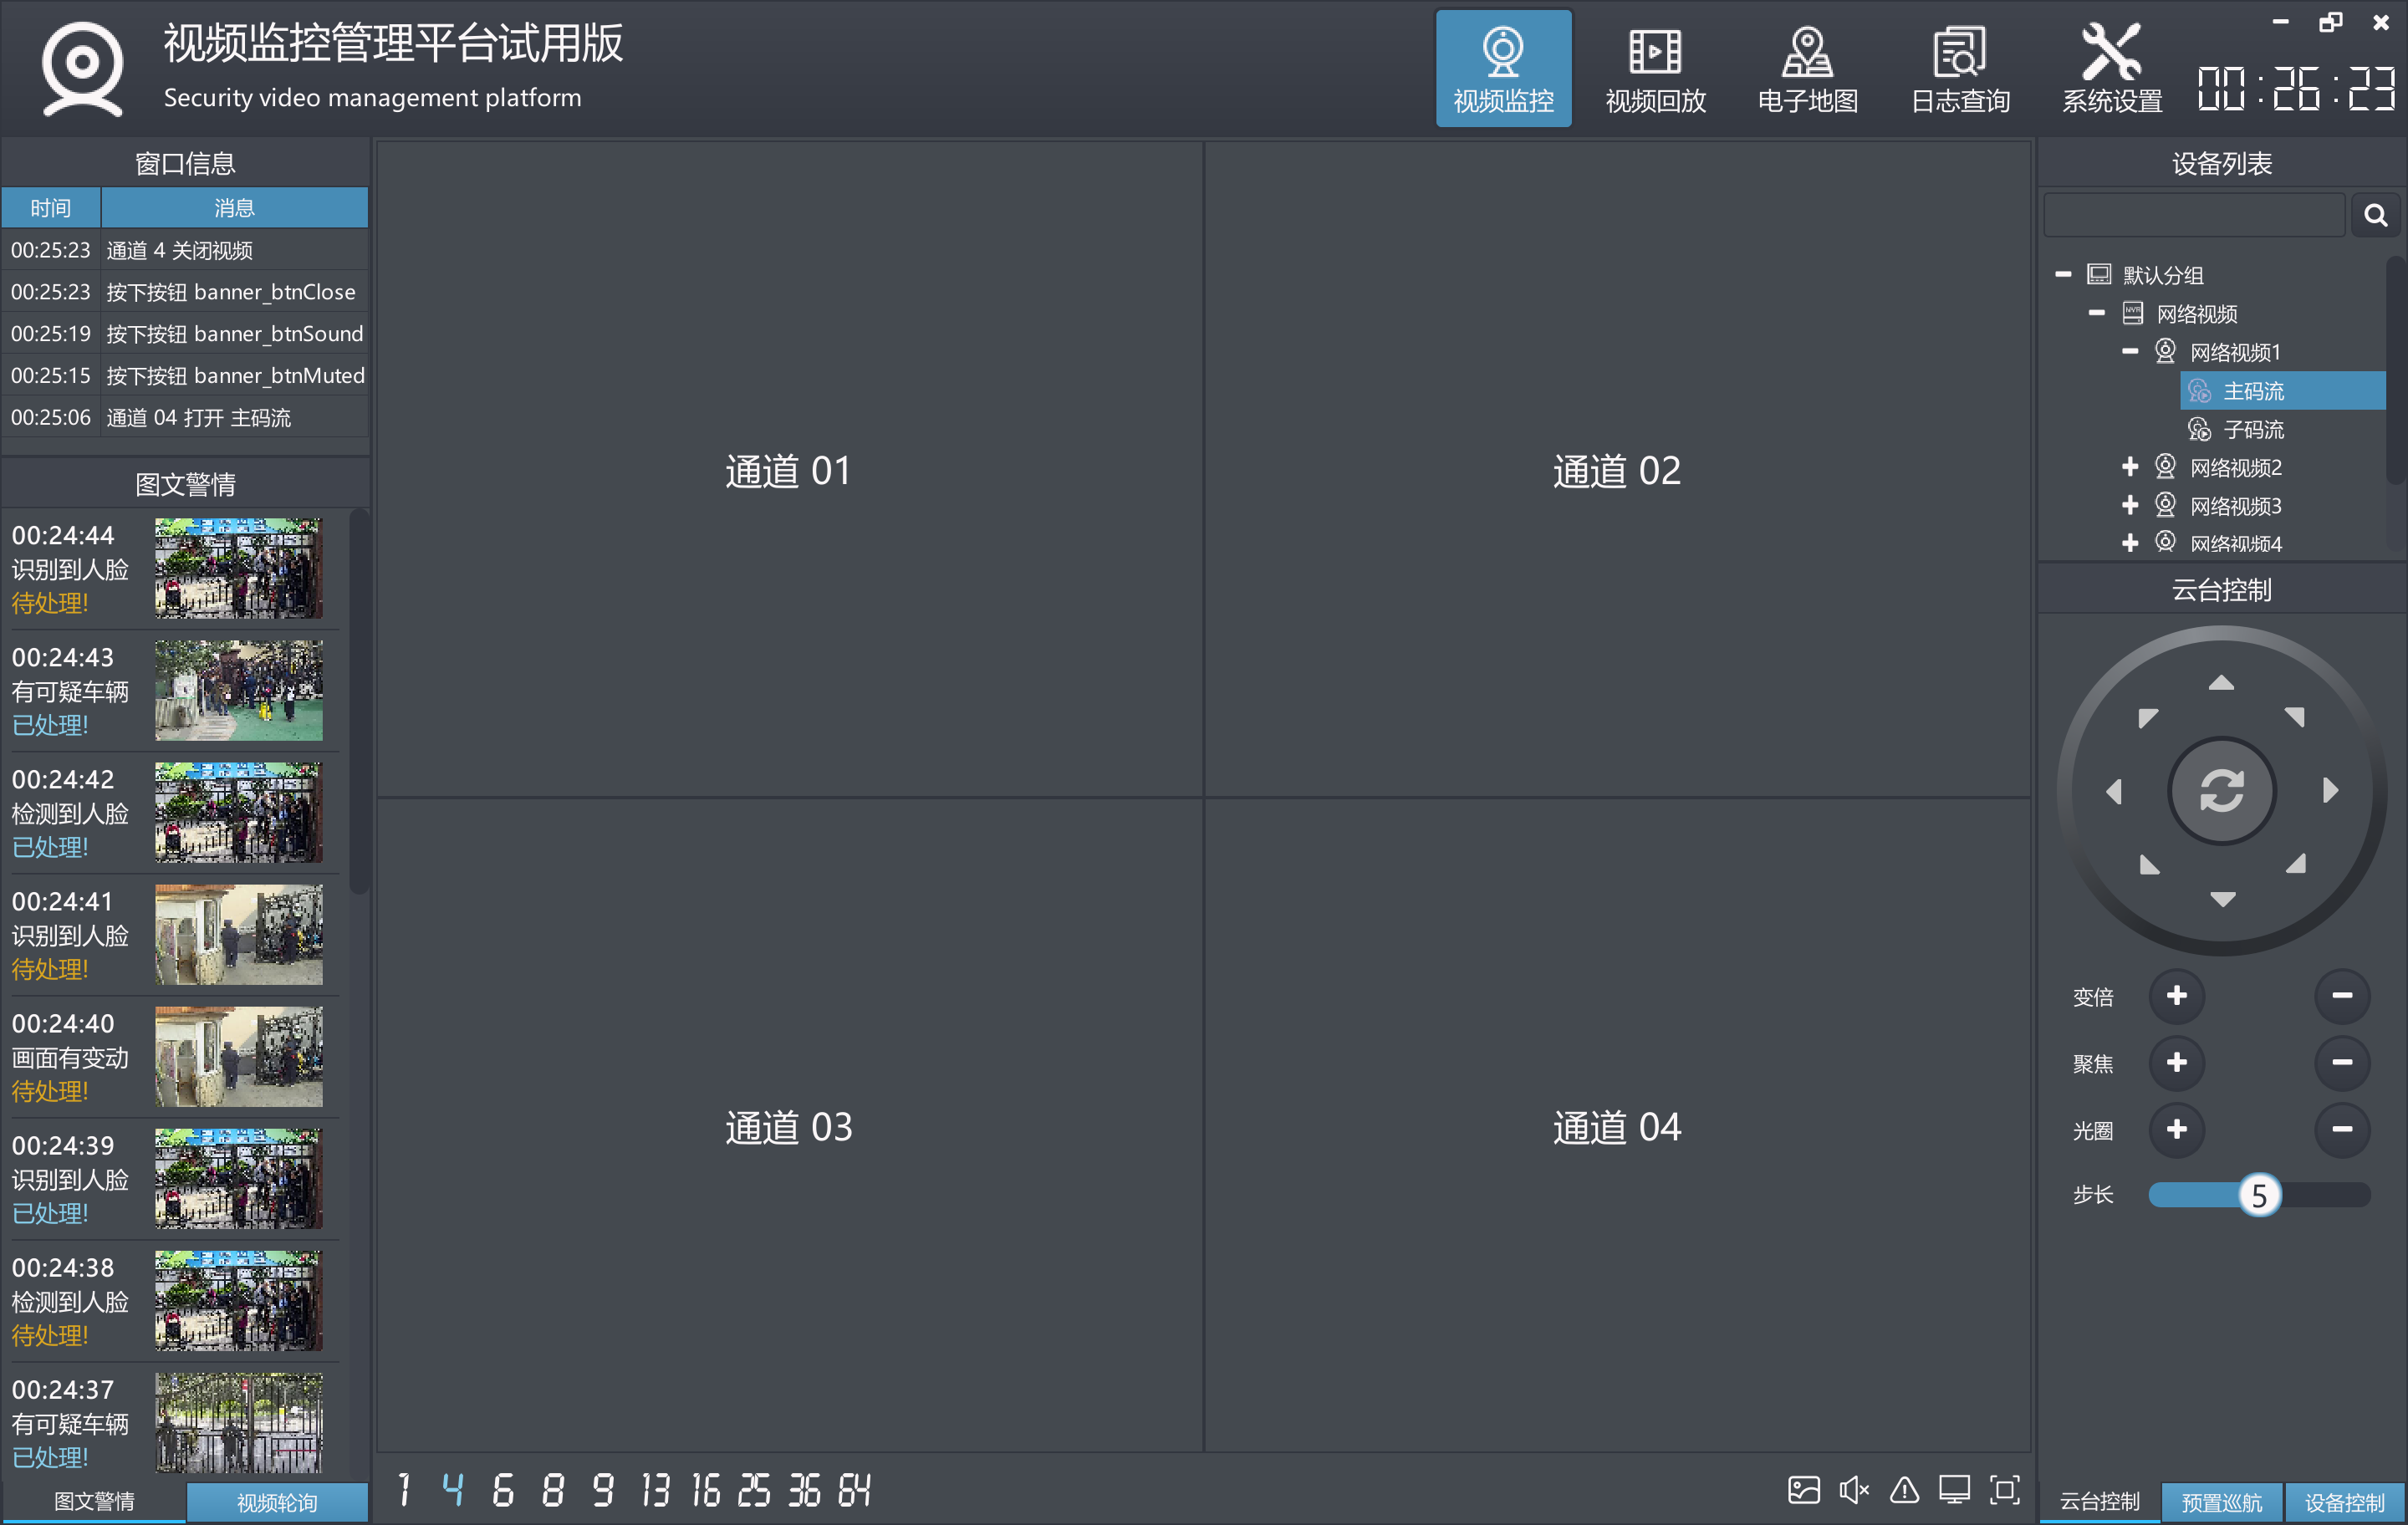 视频监控管理平台试用版
Security video management platform
视频监控
视频回放
电子地图
日志查询
系统设置
00:26:23
窗口信息
时间 消息
00:25:23 通道 4 关闭视频
00:25:23 按下按钮 banner_btnClose
00:25:19 按下按钮 banner_btnSound
00:25:15 按下按钮 banner_btnMuted
00:25:06 通道 04 打开 主码流
图文警情
00:24:44
识别到人脸
待处理!
00:24:43
有可疑车辆
已处理!
00:24:42
检测到人脸
已处理!
00:24:41
识别到人脸
待处理!
00:24:40
画面有变动
待处理!
00:24:39
识别到人脸
已处理!
00:24:38
检测到人脸
待处理!
00:24:37
有可疑车辆
已处理!
图文警情
视频轮询
通道 01
通道 02
通道 03
通道 04
1 4 6 8 9 13 16 25 36 64
设备列表
默认分组
NVR
网络视频
网络视频1
主码流
子码流
网络视频2
网络视频3
网络视频4
云台控制
变倍
聚焦
光圈
步长 5
云台控制
预置巡航
设备控制